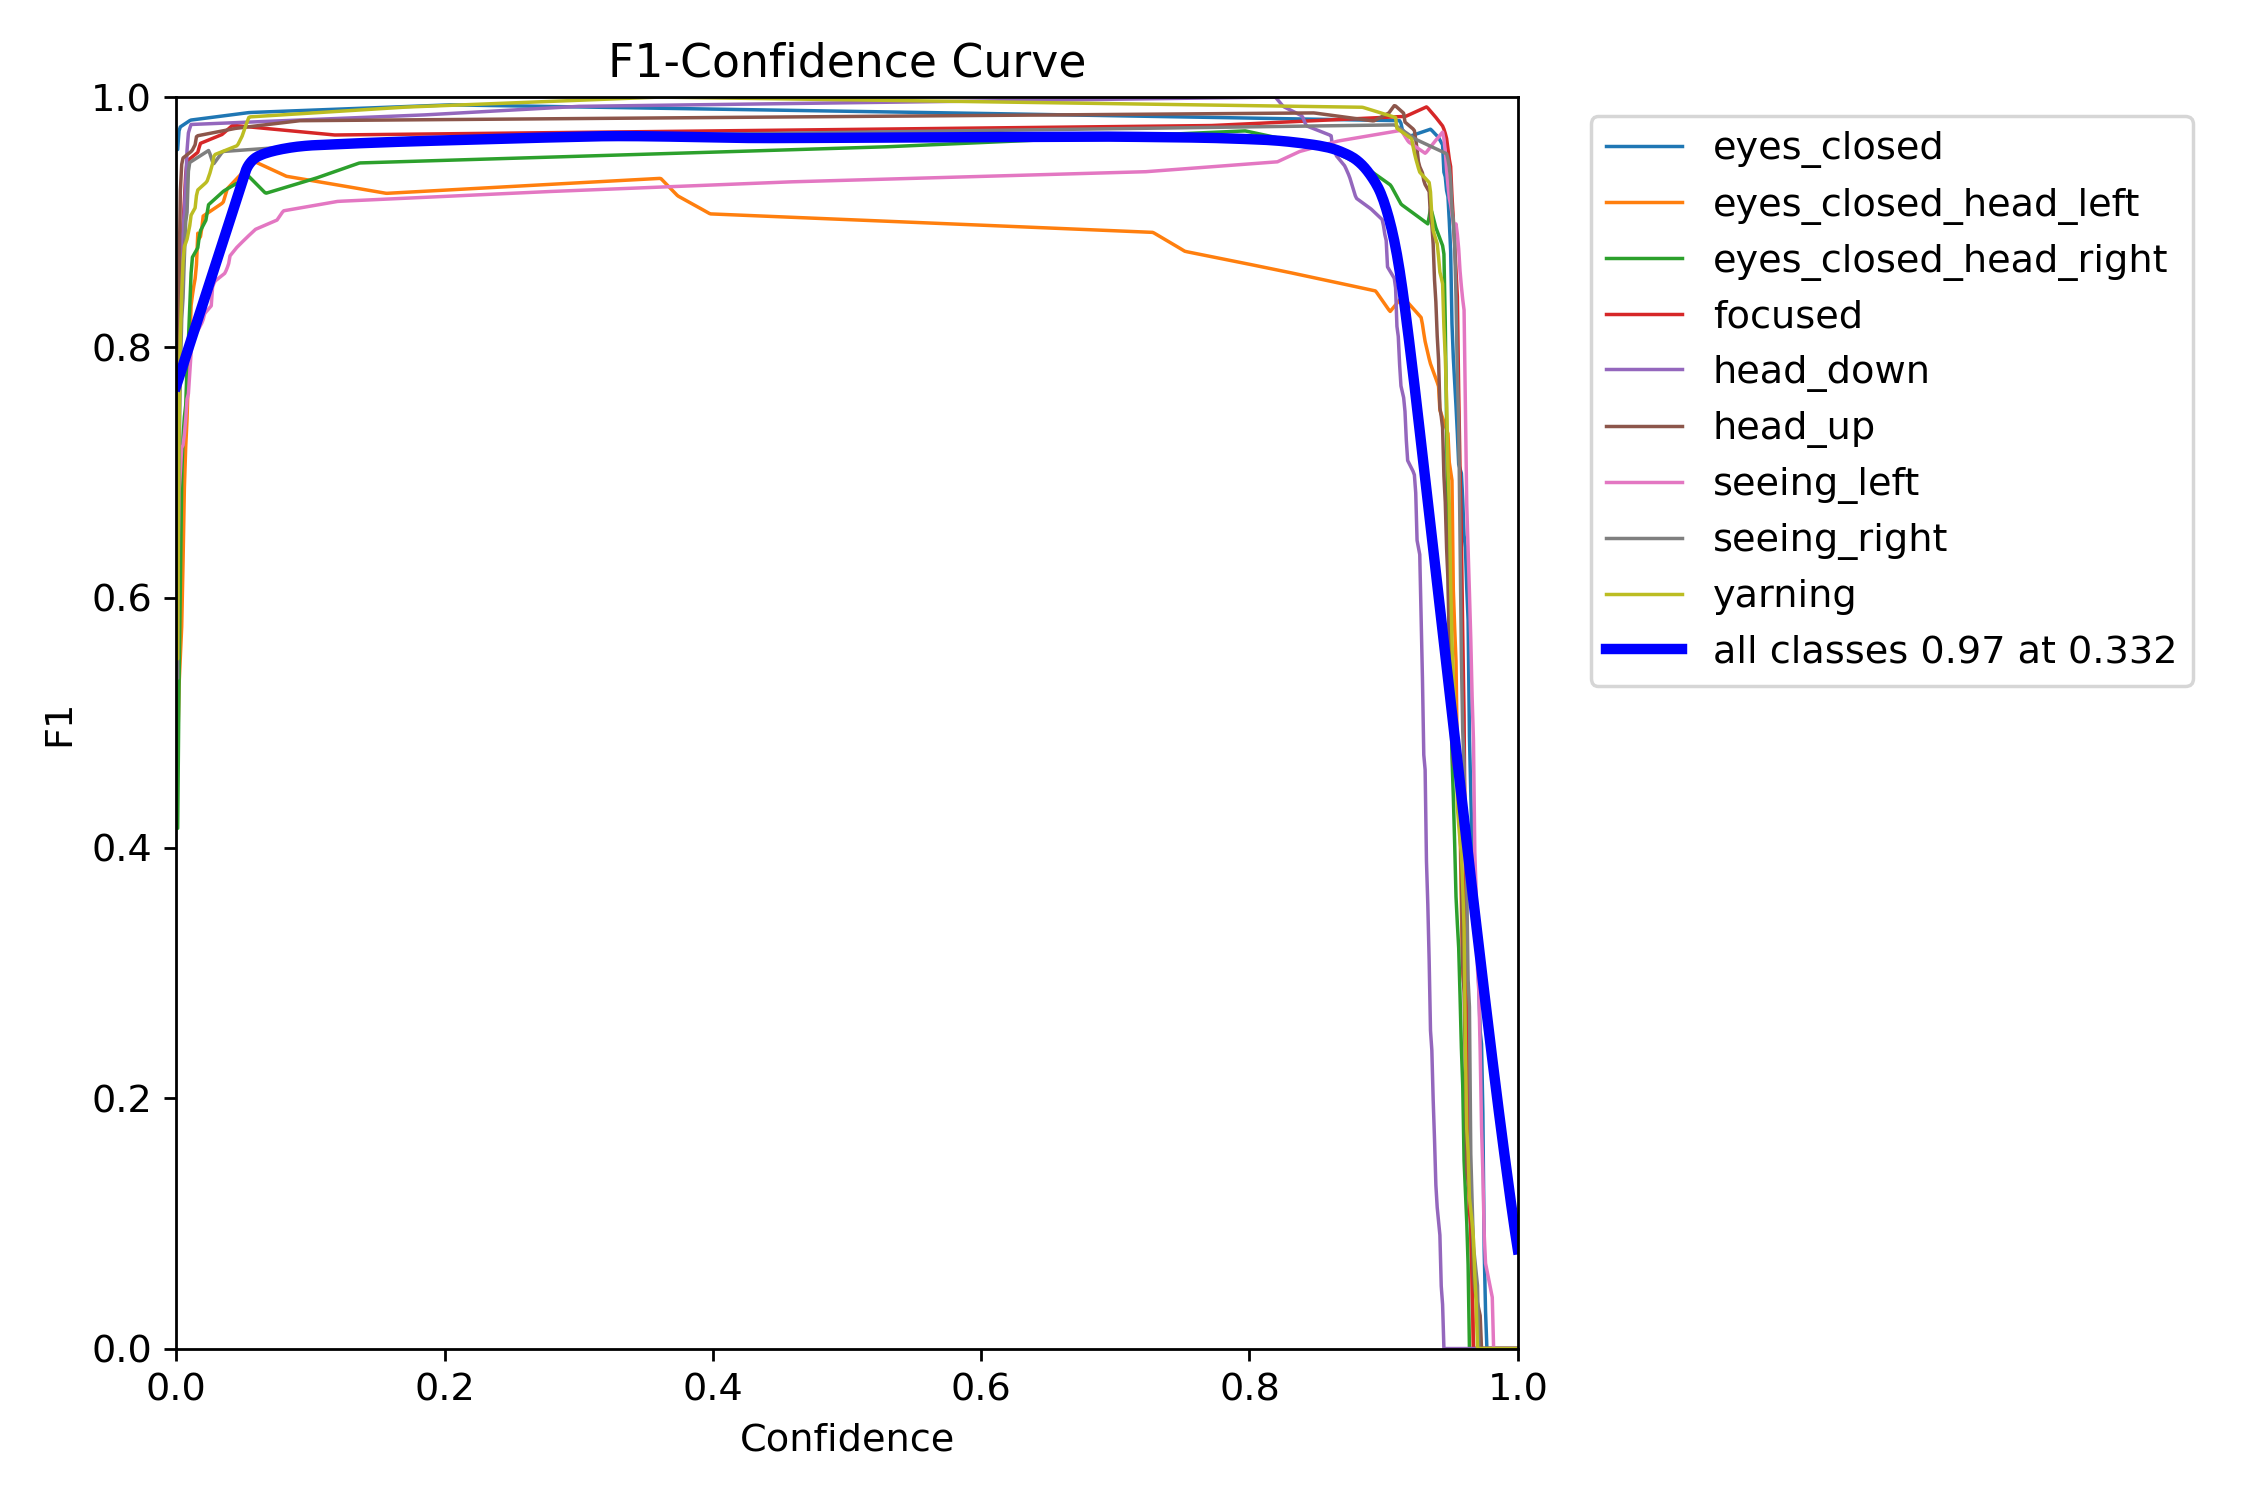 F1-Confidence Curve
1.0
0.8
0.6
0.4
0.2
0.0
F1
0.0 0.2 0.4 0.6 0.8 1.0
Confidence
eyes_closed
eyes_closed_head_left
eyes_closed_head_right
focused
head_down
head_up
seeing_left
seeing_right
yarning
all classes 0.97 at 0.332